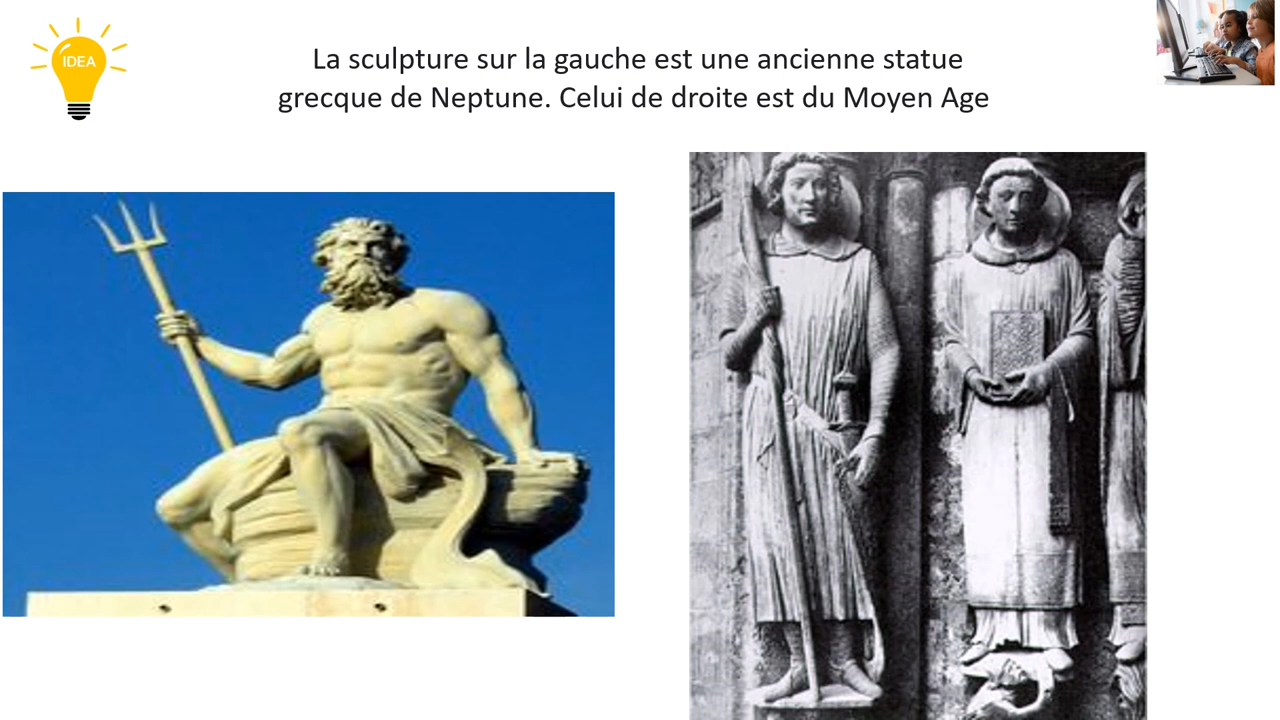 IDEA
La sculpture sur la gauche est une ancienne statue
grecque de Neptune. Celui de droite est du Moyen Age